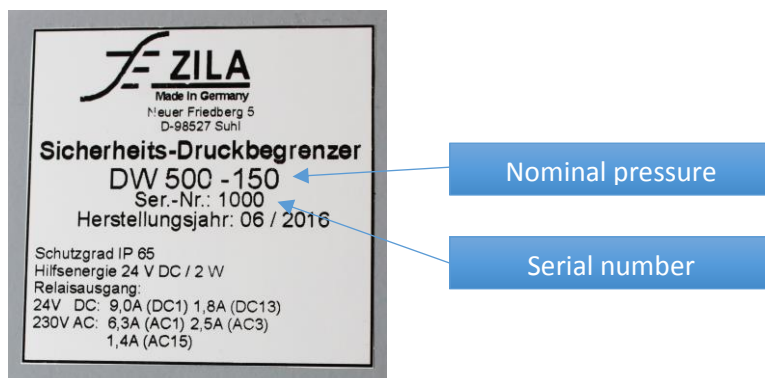 ZILA
Made In Germany
Neuer Friedberg 5
D-98527 Suhl
Sicherheits-Druckbegrenzer
DW 500 -150
Ser.-Nr.: 1000
Herstellungsjahr: 06 / 2016
Schutzgrad IP 65
Hilfsenergie 24 V DC / 2 W
Relaisausgang:
24V DC: 9,0A (DC1) 1,8A (DC13)
230V AC: 6,3A (AC1) 2,5A (AC3)
1,4A (AC15)
Nominal pressure
Serial number